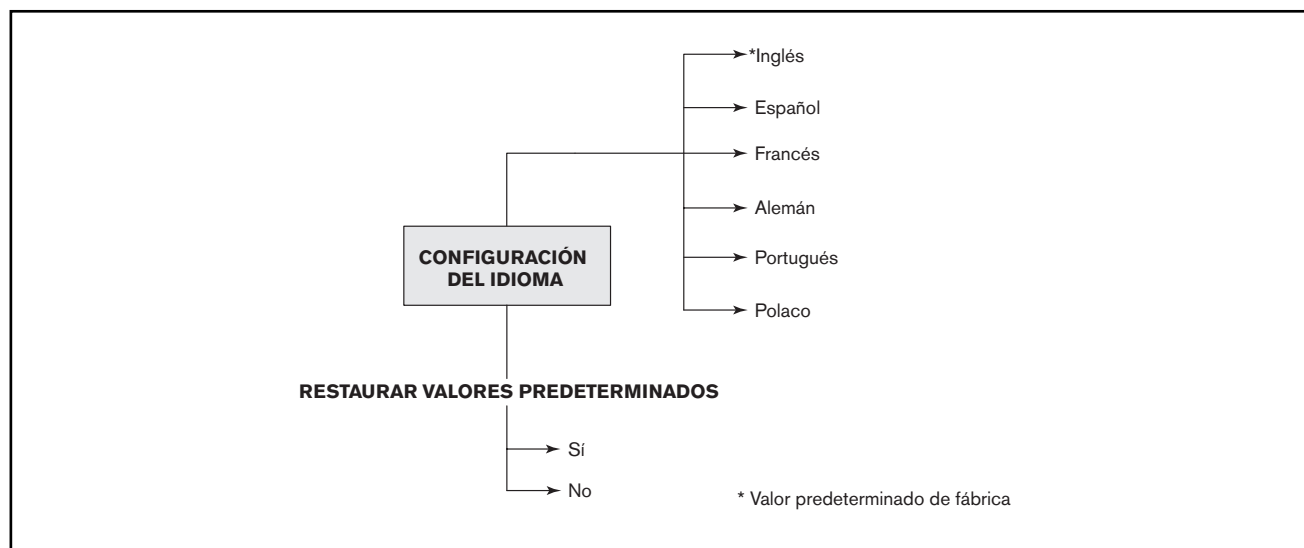 *Inglés
Español
Francés
Alemán
CONFIGURACIÓN
DEL IDIOMA
Portugués
Polaco
RESTAURAR VALORES PREDETERMINADOS
Sí
No
* Valor predeterminado de fábrica